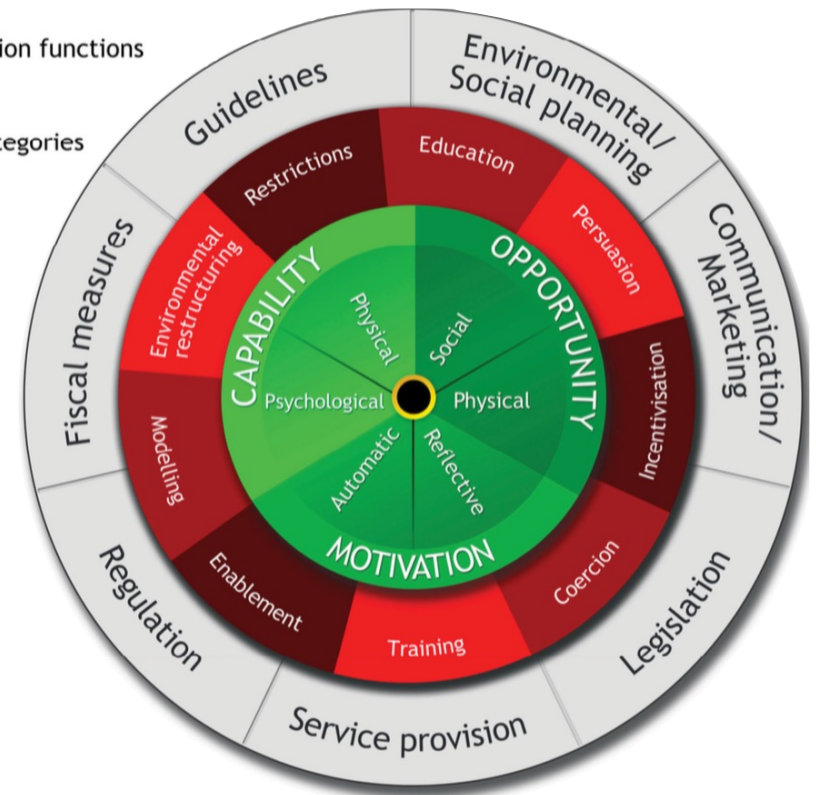 ion functions
tegories
Guidelines
Environmental/
Social planning
Communication/
Marketing
Legislation
Service provision
Regulation
Fiscal measures
Restrictions
Education
Persuasion
Incentivisation
Coercion
Training
Enablement
Modelling
Environmental
restructuring
CAPABILITY
OPPORTUNITY
MOTIVATION
Physical
Social
Psychological
Physical
Automatic
Reflective